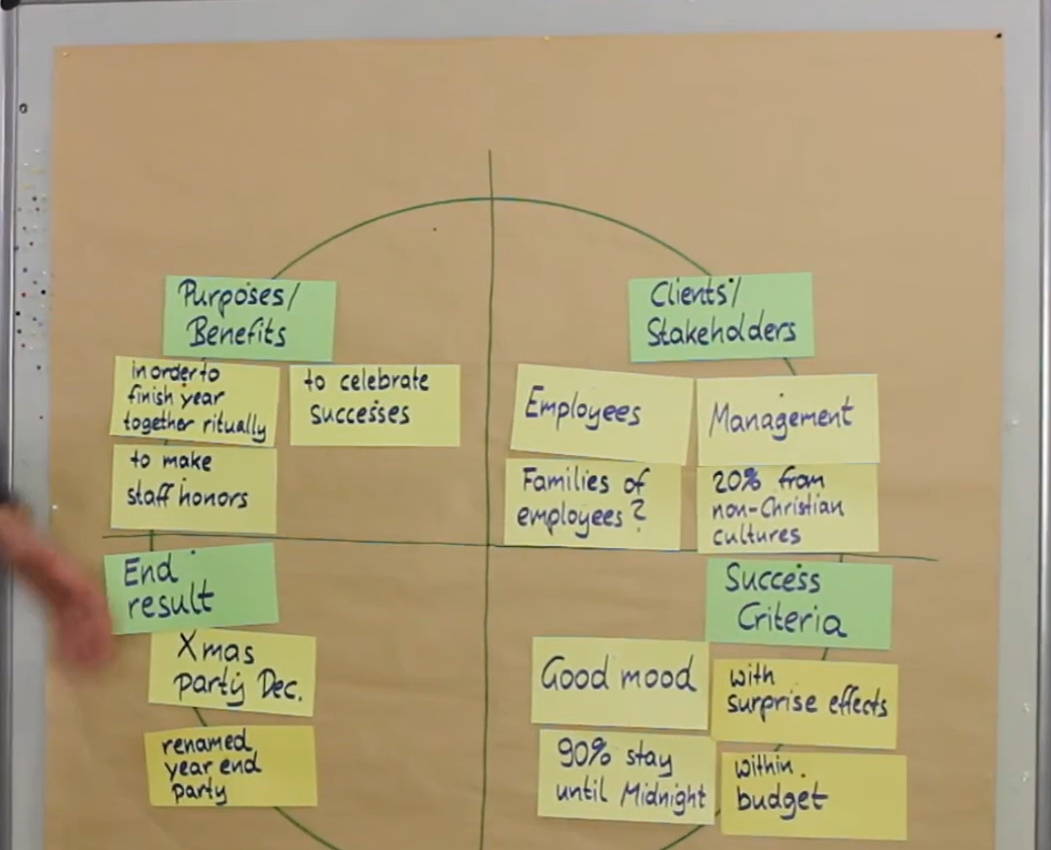 Purposes/
Benefits
in order to
finish year
together ritually
to celebrate
successes
to make
staff honors
Clients'/
Stakeholders
Employees
Management
Families of
employees?
20% from
non-Christian
cultures
End
result
Xmas
party Dec.
renamed
year end
party
Success
Criteria
Good mood
with
surprise effects
90% stay
until Midnight
within
budget